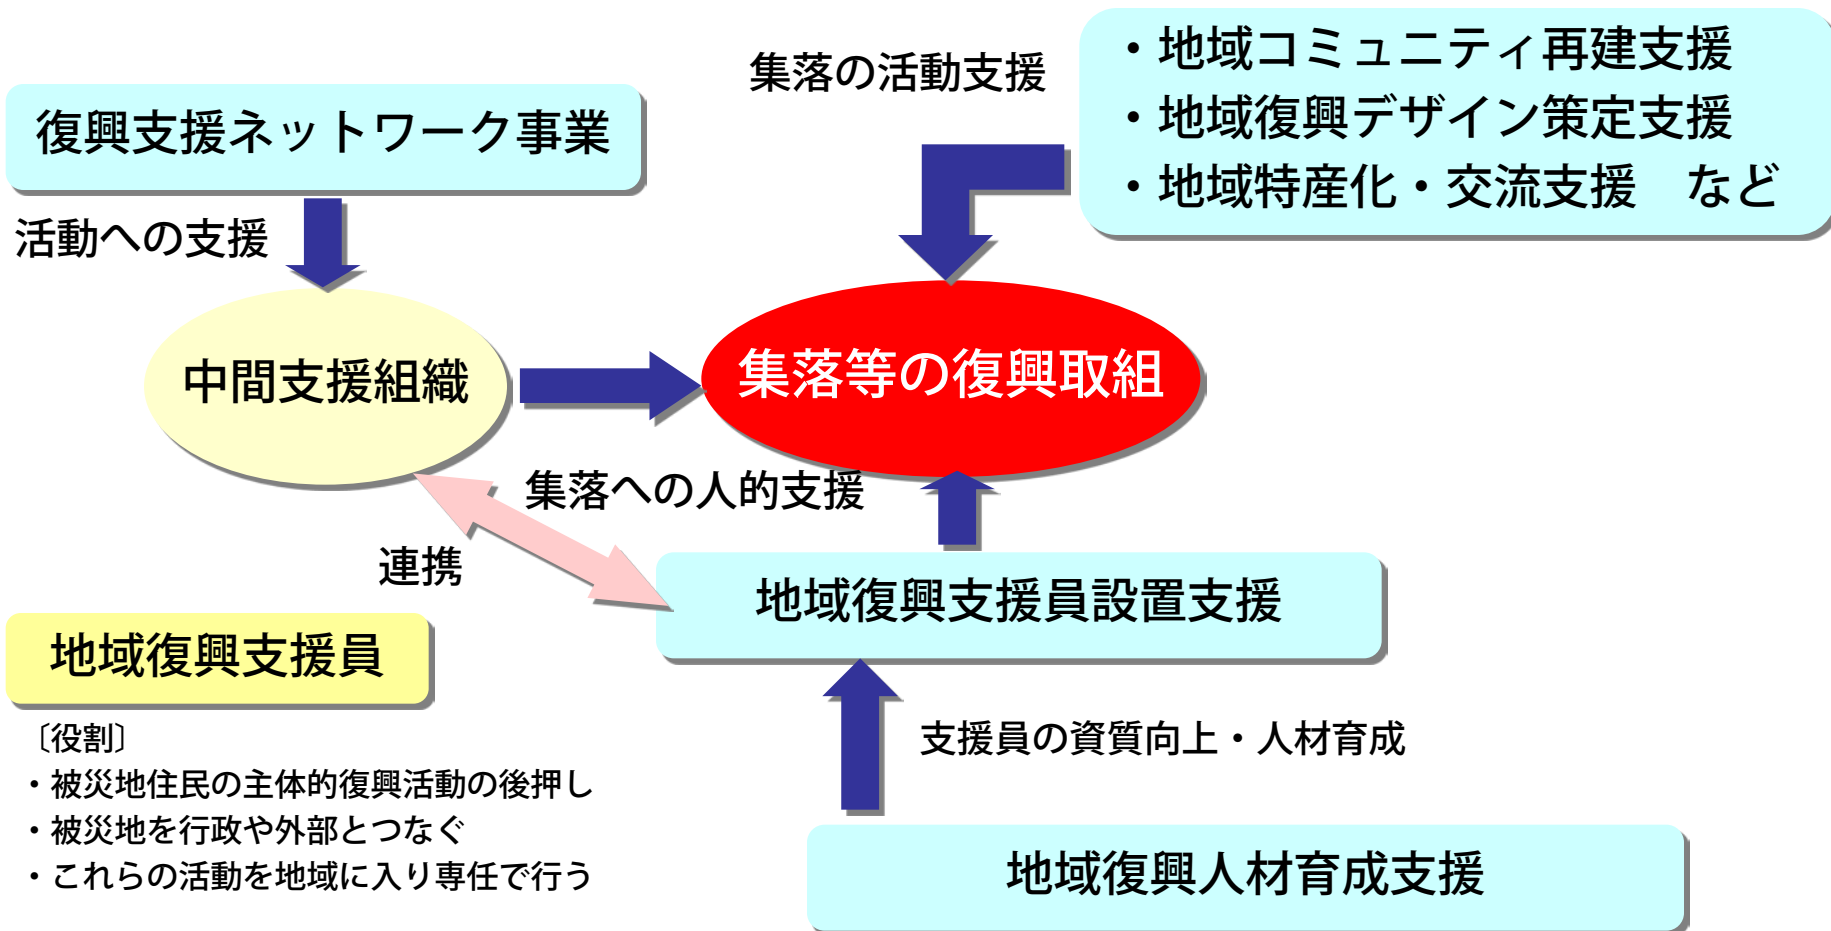 集落の活動支援
・地域コミュニティ再建支援
・地域復興デザイン策定支援
・地域特産化・交流支援　など
復興支援ネットワーク事業
活動への支援
中間支援組織
集落等の復興取組
集落への人的支援
連携
地域復興支援員設置支援
地域復興支援員
〔役割〕
・被災地住民の主体的復興活動の後押し
・被災地を行政や外部とつなぐ
・これらの活動を地域に入り専任で行う
支援員の資質向上・人材育成
地域復興人材育成支援